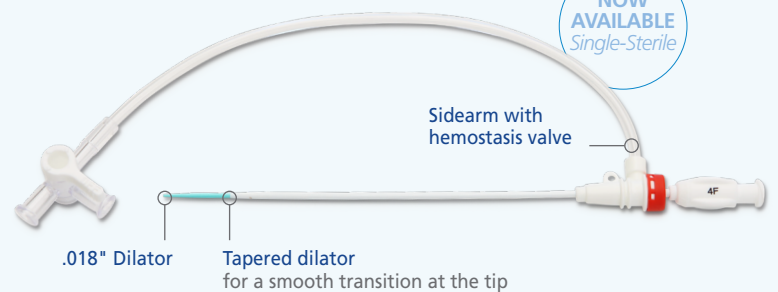 NOW
AVAILABLE
Single-Sterile
Sidearm with
hemostasis valve
4F
.018" Dilator
Tapered dilator
for a smooth transition at the tip